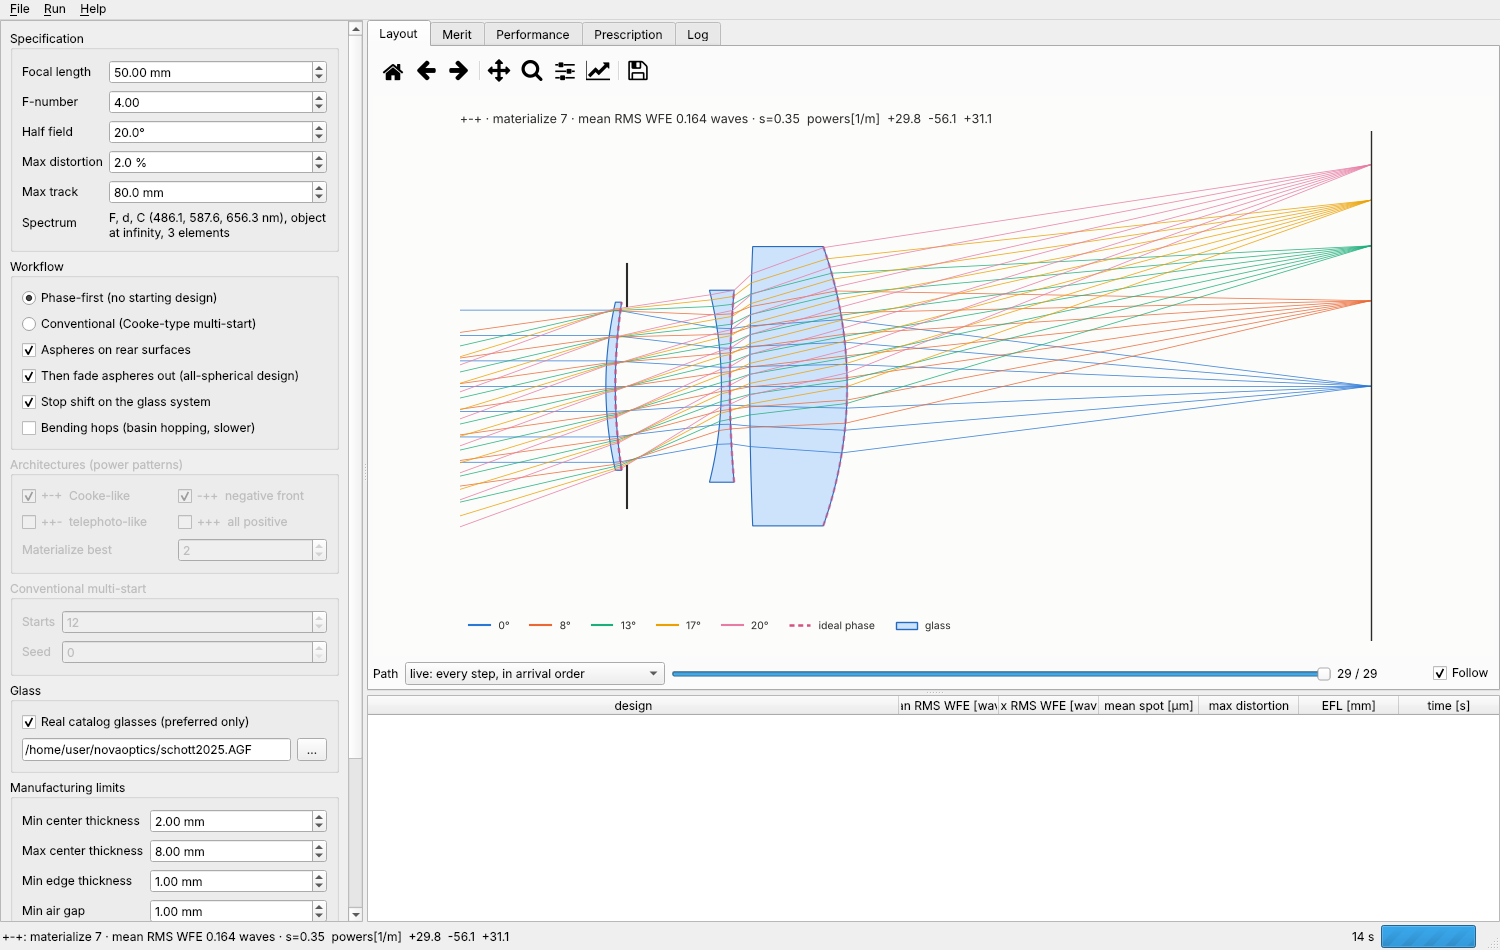 File Run Help
Specification
Focal length 50.00 mm
F-number 4.00
Half field 20.0°
Max distortion 2.0 %
Max track 80.0 mm
Spectrum F, d, C (486.1, 587.6, 656.3 nm), object
at infinity, 3 elements
Workflow
Phase-first (no starting design)
Conventional (Cooke-type multi-start)
Aspheres on rear surfaces
Then fade aspheres out (all-spherical design)
Stop shift on the glass system
Bending hops (basin hopping, slower)
Architectures (power patterns)
+-+ Cooke-like -++ negative front
++- telephoto-like +++ all positive
Materialize best 2
Conventional multi-start
Starts 12
Seed 0
Glass
Real catalog glasses (preferred only)
/home/user/novaoptics/schott2025.AGF ...
Manufacturing limits
Min center thickness 2.00 mm
Max center thickness 8.00 mm
Min edge thickness 1.00 mm
Min air gap 1.00 mm
Layout Merit Performance Prescription Log
+-+ · materialize 7 · mean RMS WFE 0.164 waves · s=0.35 powers[1/m] +29.8 -56.1 +31.1
0° 8° 13° 17° 20° ideal phase glass
Path live: every step, in arrival order 29 / 29 Follow
design an RMS WFE [wav x RMS WFE [wav mean spot [µm] max distortion EFL [mm] time [s]
+-+: materialize 7 · mean RMS WFE 0.164 waves · s=0.35 powers[1/m] +29.8 -56.1 +31.1 14 s